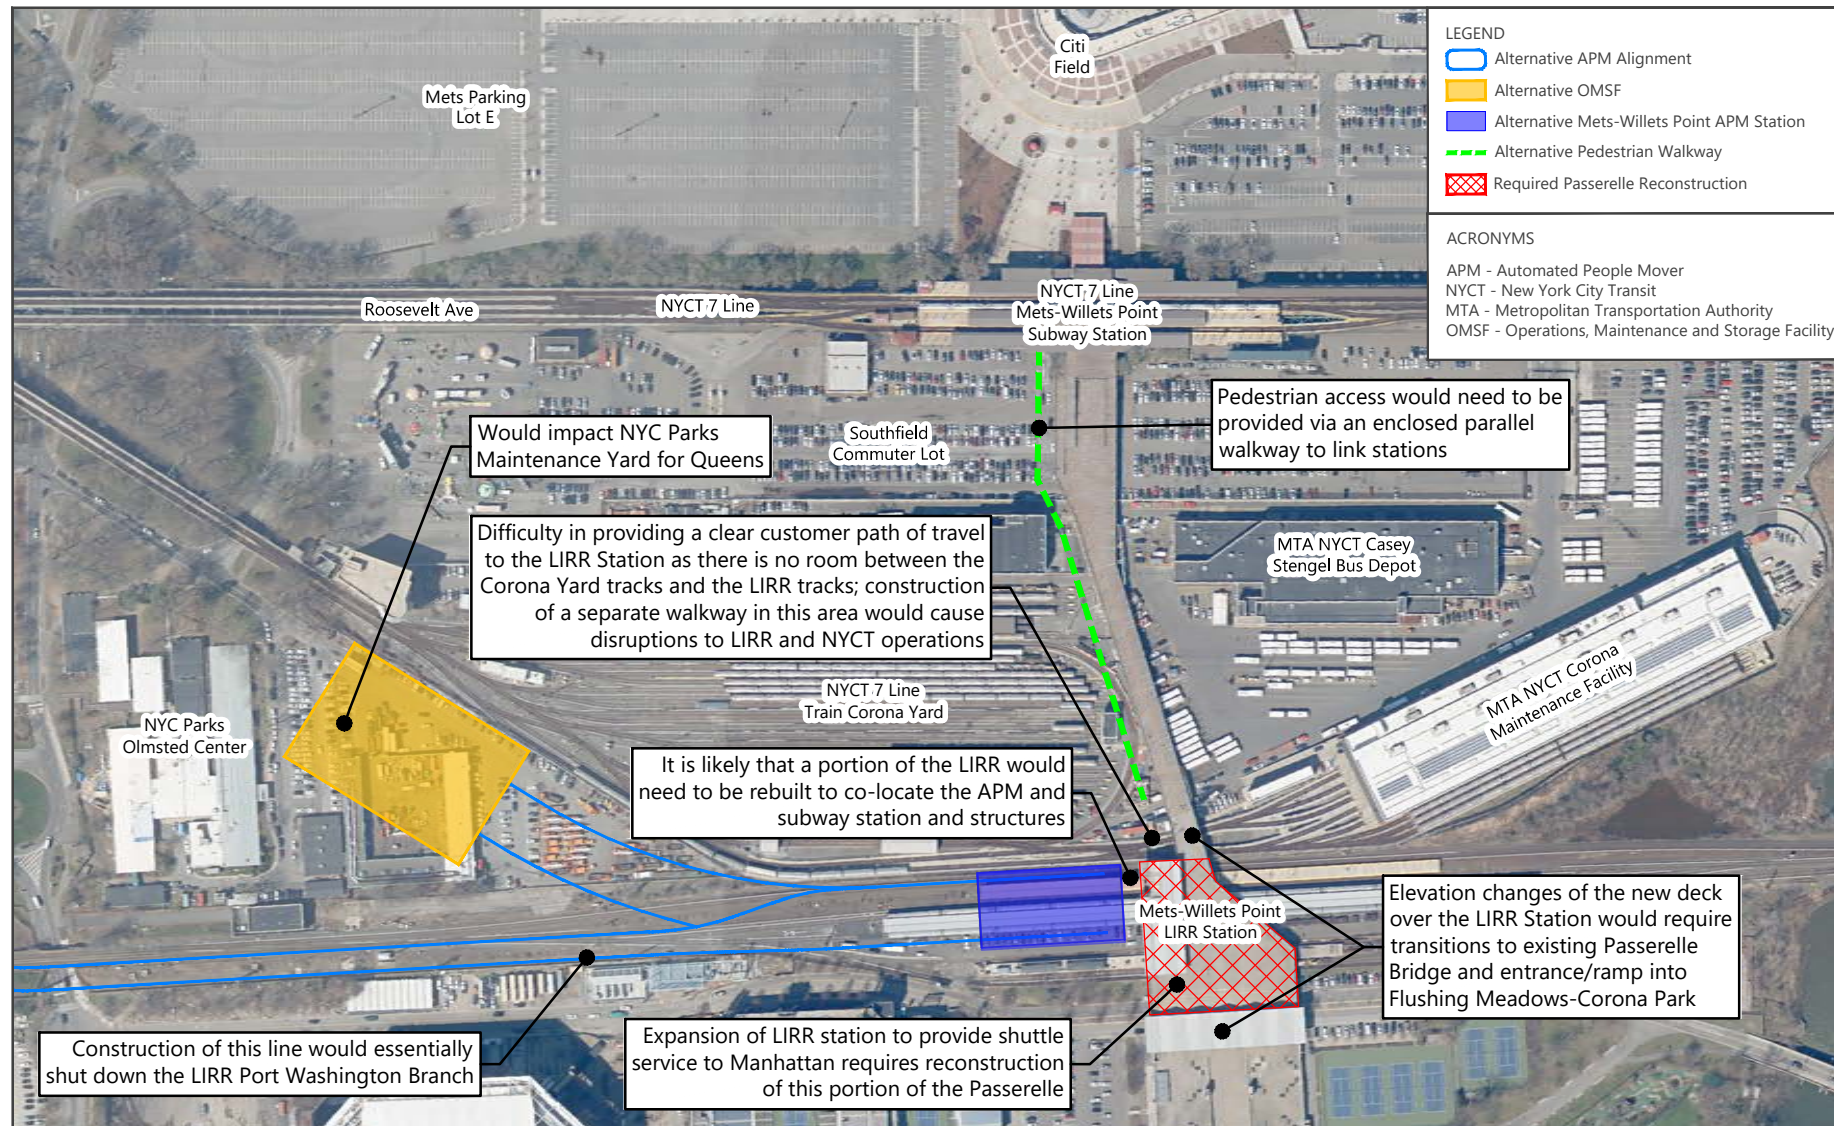 Citi
Field
Mets Parking
Lot E
LEGEND
Alternative APM Alignment
Alternative OMSF
Alternative Mets-Willets Point APM Station
Alternative Pedestrian Walkway
Required Passerelle Reconstruction
ACRONYMS
APM - Automated People Mover
NYCT - New York City Transit
MTA - Metropolitan Transportation Authority
OMSF - Operations, Maintenance and Storage Facility
Roosevelt Ave
NYCT 7 Line
NYCT 7 Line
Mets-Willets Point
Subway Station
Pedestrian access would need to be
provided via an enclosed parallel
walkway to link stations
Would impact NYC Parks
Maintenance Yard for Queens
Southfield
Commuter Lot
Difficulty in providing a clear customer path of travel
to the LIRR Station as there is no room between the
Corona Yard tracks and the LIRR tracks; construction
of a separate walkway in this area would cause
disruptions to LIRR and NYCT operations
MTA NYCT Casey
Stengel Bus Depot
MTA NYCT Corona
Maintenance Facility
NYCT 7 Line
Train Corona Yard
NYC Parks
Olmsted Center
It is likely that a portion of the LIRR would
need to be rebuilt to co-locate the APM and
subway station and structures
Mets-Willets Point
LIRR Station
Elevation changes of the new deck
over the LIRR Station would require
transitions to existing Passerelle
Bridge and entrance/ramp into
Flushing Meadows-Corona Park
Construction of this line would essentially
shut down the LIRR Port Washington Branch
Expansion of LIRR station to provide shuttle
service to Manhattan requires reconstruction
of this portion of the Passerelle